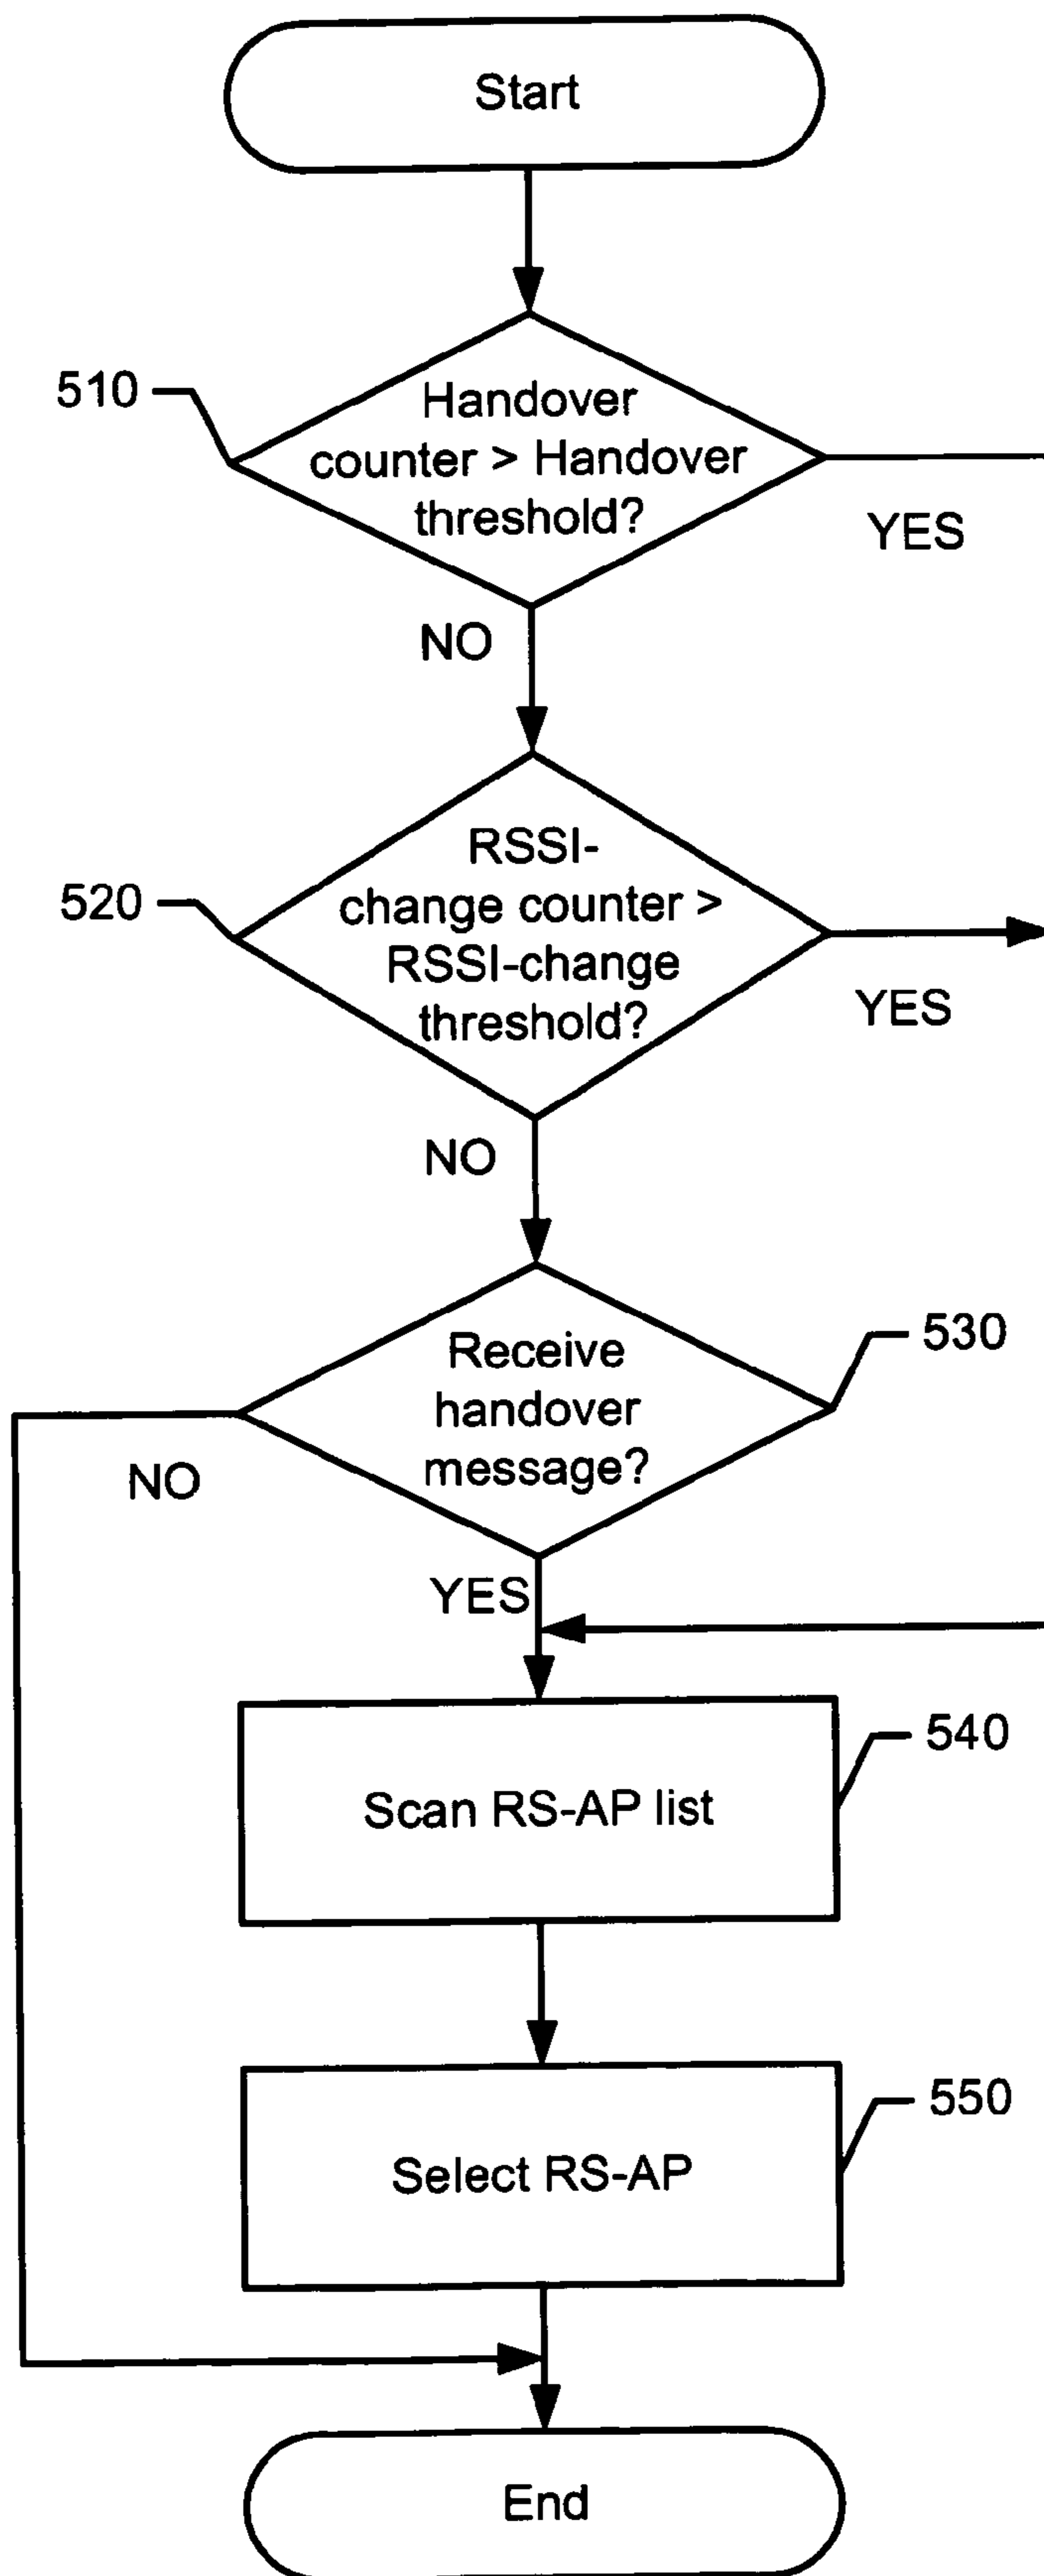 Start
510
Handover
counter > Handover
threshold?
YES
NO
520
RSSI-
change counter >
RSSI-change
threshold?
YES
NO
530
Receive
handover
message?
NO
YES
540
Scan RS-AP list
550
Select RS-AP
End